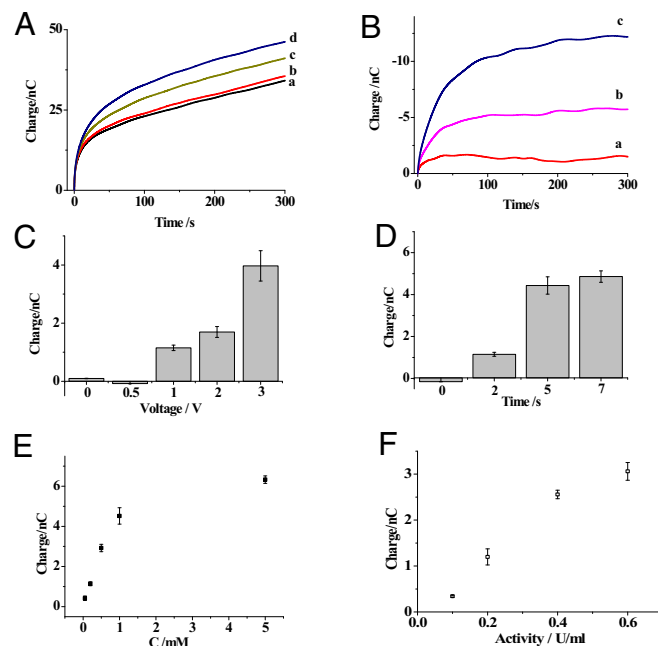 A
Charge/nC
50
25
0
0 100 200 300
Time /s
d
c
b
a
B
Charge /nC
-10
-5
0
0 100 200 300
Time/s
c
b
a
C
Charge/nC
4
2
0
0 0.5 1 2 3
Voltage / V
D
Charge/nC
6
4
2
0
0 2 5 7
Time /s
E
Charge/nC
6
4
2
0
0 1 2 3 4 5
C /mM
F
Charge/nC
3
2
1
0
0.0 0.2 0.4 0.6
Activity / U/ml